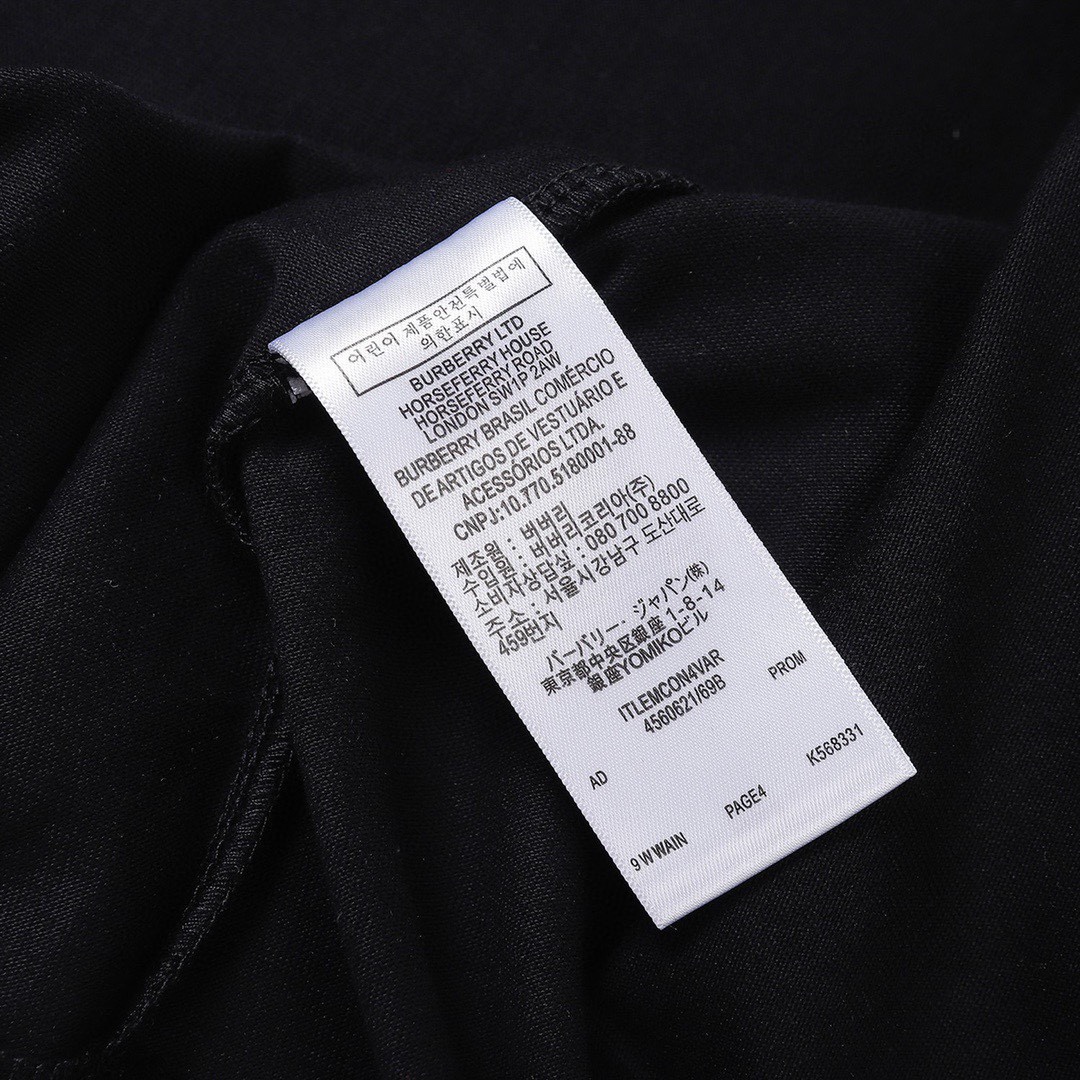 어린이 제품안전특별법에
의한표시
BURBERRY LTD
HORSEFERRY HOUSE
HORSEFERRY ROAD
LONDON SW1P 2AW
BURBERRY BRASIL COMÉRCIO
DE ARTIGOS DE VESTUÁRIO E
ACESSÓRIOS LTDA.
CNPJ:10.770.5180001-88
제조원 : 버버리
수입원 : 버버리코리아(주)
소비자상담싶 : 080 700 8800
주소 : 서울시강남구 도산대로
459번지
バーバリー･ジャパン(株)
東京都中央区銀座1-8-14
銀座YOMIKOビル
ITLEMCON4VAR PROM
4560621/69B
AD K568331
9 W WAIN PAGE4